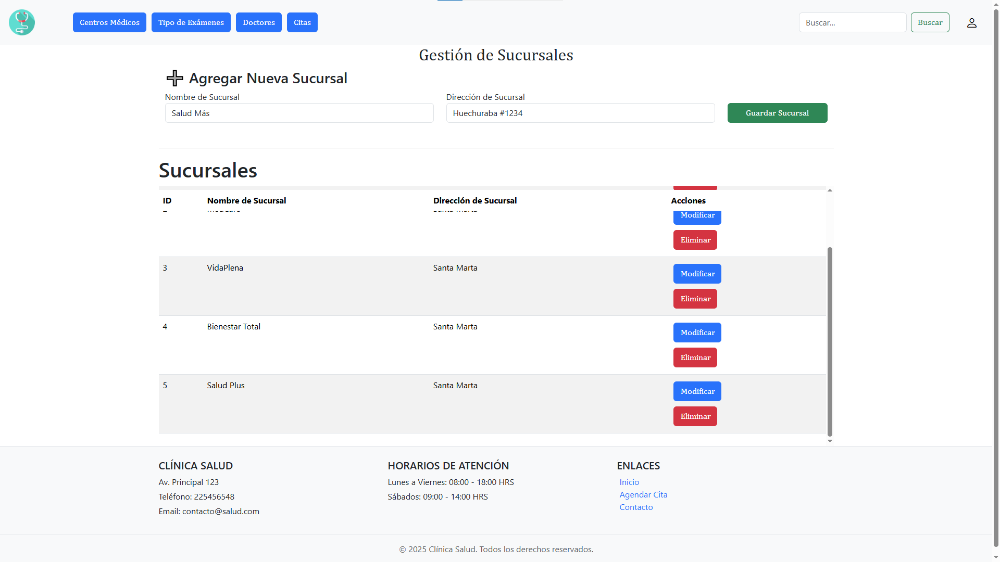 Centros Médicos Tipo de Exámenes Doctores Citas Buscar... Buscar
Gestión de Sucursales
Agregar Nueva Sucursal
Nombre de Sucursal Dirección de Sucursal
Salud Más Huechuraba #1234 Guardar Sucursal
Sucursales
ID Nombre de Sucursal Dirección de Sucursal Acciones
2 MedCare Santa Marta Modificar
Eliminar
3 VidaPlena Santa Marta Modificar
Eliminar
4 Bienestar Total Santa Marta Modificar
Eliminar
5 Salud Plus Santa Marta Modificar
Eliminar
CLÍNICA SALUD HORARIOS DE ATENCIÓN ENLACES
Av. Principal 123 Lunes a Viernes: 08:00 - 18:00 HRS Inicio
Teléfono: 225456548 Sábados: 09:00 - 14:00 HRS Agendar Cita
Email: contacto@salud.com Contacto
© 2025 Clínica Salud. Todos los derechos reservados.